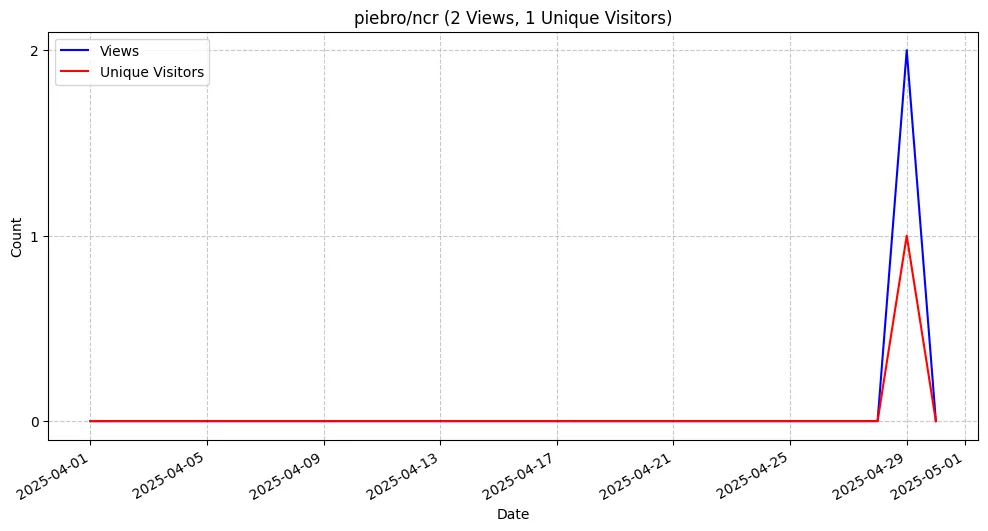 piebro/ncr (2 Views, 1 Unique Visitors)
Views
Unique Visitors
Count
2
1
0
2025-04-01
2025-04-05
2025-04-09
2025-04-13
2025-04-17
2025-04-21
2025-04-25
2025-04-29
2025-05-01
Date